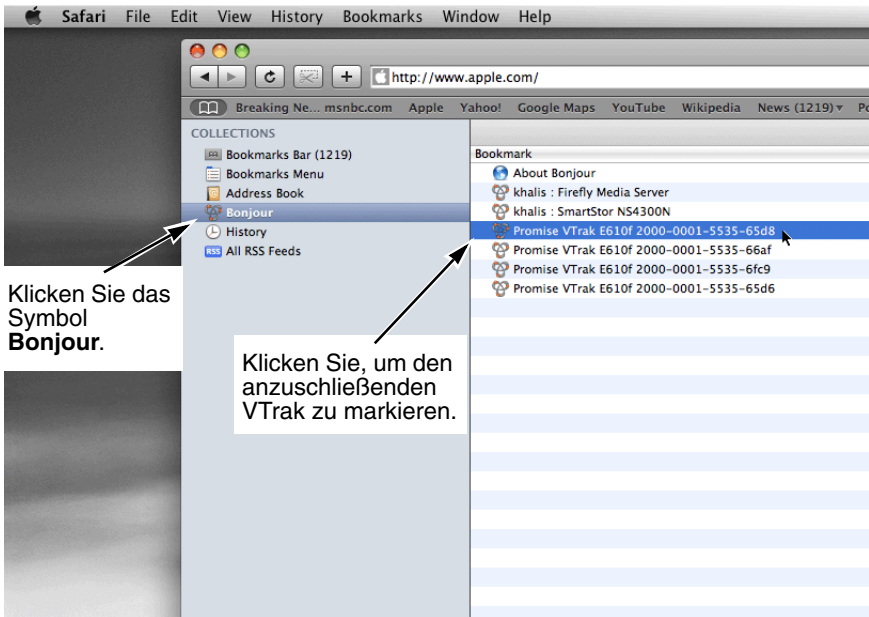 Safari File Edit View History Bookmarks Window Help
http://www.apple.com/
Breaking Ne... msnbc.com Apple Yahoo! Google Maps YouTube Wikipedia News (1219) Po
COLLECTIONS
Bookmarks Bar (1219)
Bookmarks Menu
Address Book
Bonjour
History
RSS All RSS Feeds
Bookmark
About Bonjour
khalis : Firefly Media Server
khalis : SmartStor NS4300N
Promise VTrak E610f 2000-0001-5535-65d8
Promise VTrak E610f 2000-0001-5535-66af
Promise VTrak E610f 2000-0001-5535-6fc9
Promise VTrak E610f 2000-0001-5535-65d6
Klicken Sie das
Symbol
Bonjour.
Klicken Sie, um den
anzuschließenden
VTrak zu markieren.